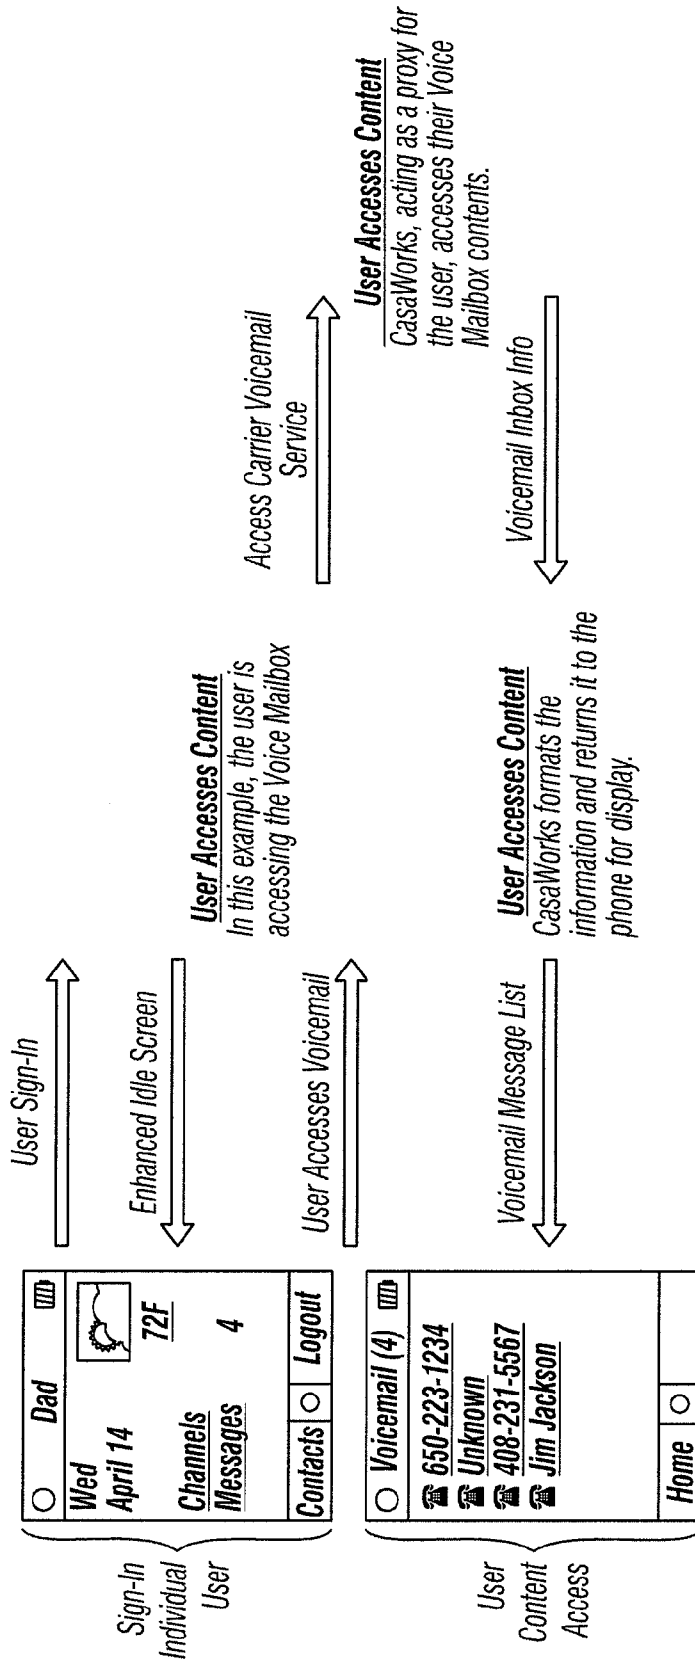 Sign-In
Individual
User
Dad
Wed
April 14
72F
Channels
Messages 4
Contacts Logout
User Sign-In
Enhanced Idle Screen
User Accesses Content
In this example, the user is
accessing the Voice Mailbox
User Accesses Voicemail
Access Carrier Voicemail
Service
User Accesses Content
CasaWorks, acting as a proxy for
the user, accesses their Voice
Mailbox contents.
User
Content
Access
Voicemail (4)
650-223-1234
Unknown
408-231-5567
Jim Jackson
Home
Voicemail Message List
User Accesses Content
CasaWorks formats the
information and returns it to the
phone for display.
Voicemail Inbox Info